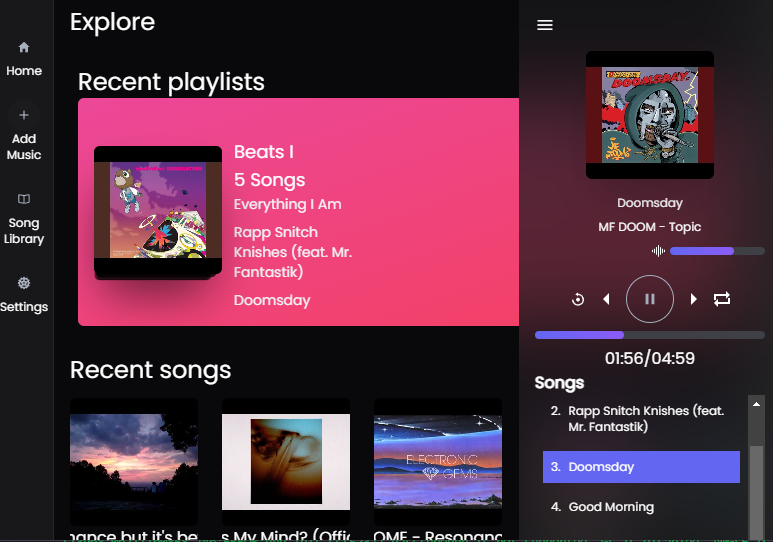 Explore
Home
Add
Music
Song
Library
Settings
Recent playlists
Beats I
5 Songs
Everything I Am
Rapp Snitch
Knishes (feat. Mr.
Fantastik)
Doomsday
Recent songs
ELECTRONIC
GEMS
ance but it's be
s My Mind? (Offic
OME - Resonanc
DOOMSDAY
Doomsday
MF DOOM - Topic
01:56/04:59
Songs
2. Rapp Snitch Knishes (feat.
Mr. Fantastik)
3. Doomsday
4. Good Morning